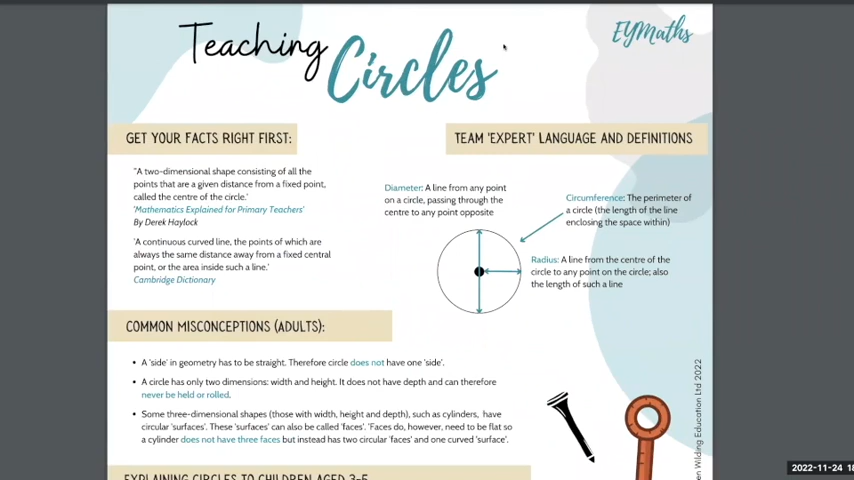 Teaching
Circles
EYMaths
GET YOUR FACTS RIGHT FIRST:
"A two-dimensional shape consisting of all the
points that are a given distance from a fixed point,
called the centre of the circle.'
'Mathematics Explained for Primary Teachers'
By Derek Haylock
'A continuous curved line, the points of which are
always the same distance away from a fixed central
point, or the area inside such a line.'
Cambridge Dictionary
TEAM 'EXPERT' LANGUAGE AND DEFINITIONS
Diameter: A line from any point
on a circle, passing through the
centre to any point opposite
Circumference: The perimeter of
a circle (the length of the line
enclosing the space within)
Radius: A line from the centre of the
circle to any point on the circle; also
the length of such a line
COMMON MISCONCEPTIONS (ADULTS):
• A 'side' in geometry has to be straight. Therefore circle does not have one 'side'.
• A circle has only two dimensions: width and height. It does not have depth and can therefore
never be held or rolled.
• Some three-dimensional shapes (those with width, height and depth), such as cylinders, have
circular 'surfaces'. These 'surfaces' can also be called 'faces'. 'Faces do, however, need to be flat so
a cylinder does not have three faces but instead has two circular 'faces' and one curved 'surface'.
EXPLAINING CIRCLES TO CHILDREN AGED 3-5
Wilding Education Ltd 2022
2022-11-24